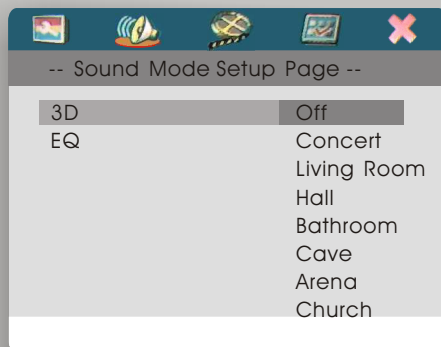 -- Sound Mode Setup Page --
3D Off
EQ Concert
Living Room
Hall
Bathroom
Cave
Arena
Church